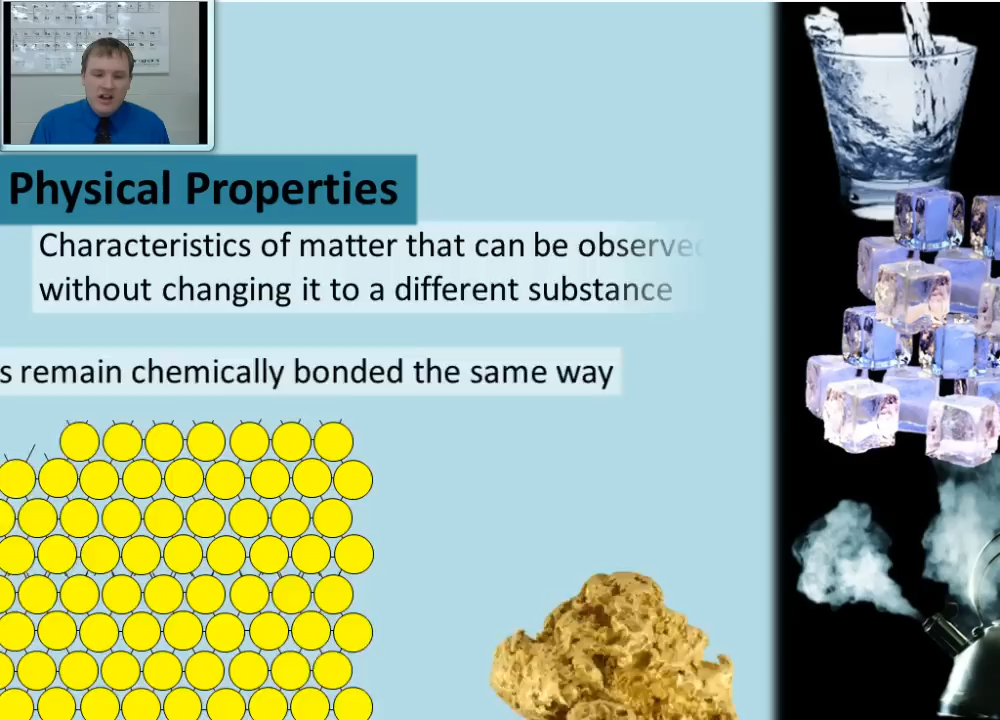 Physical Properties
Characteristics of matter that can be observed
without changing it to a different substance
s remain chemically bonded the same way